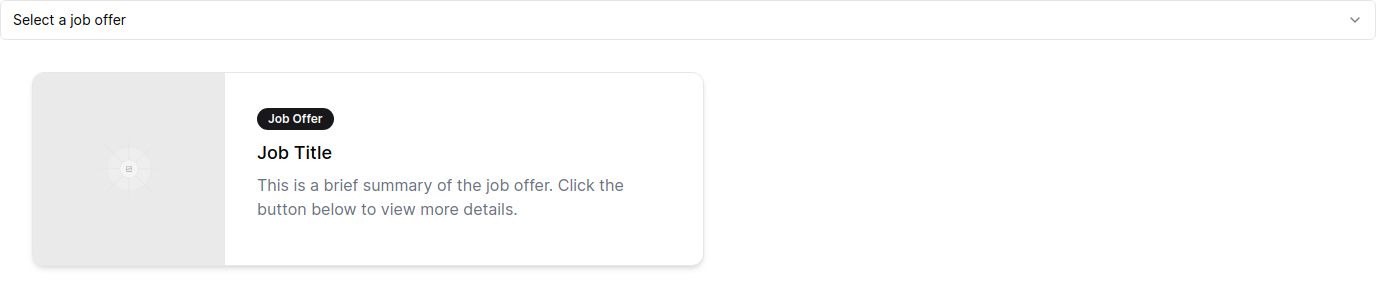 Select a job offer
Job Offer
Job Title
This is a brief summary of the job offer. Click the
button below to view more details.